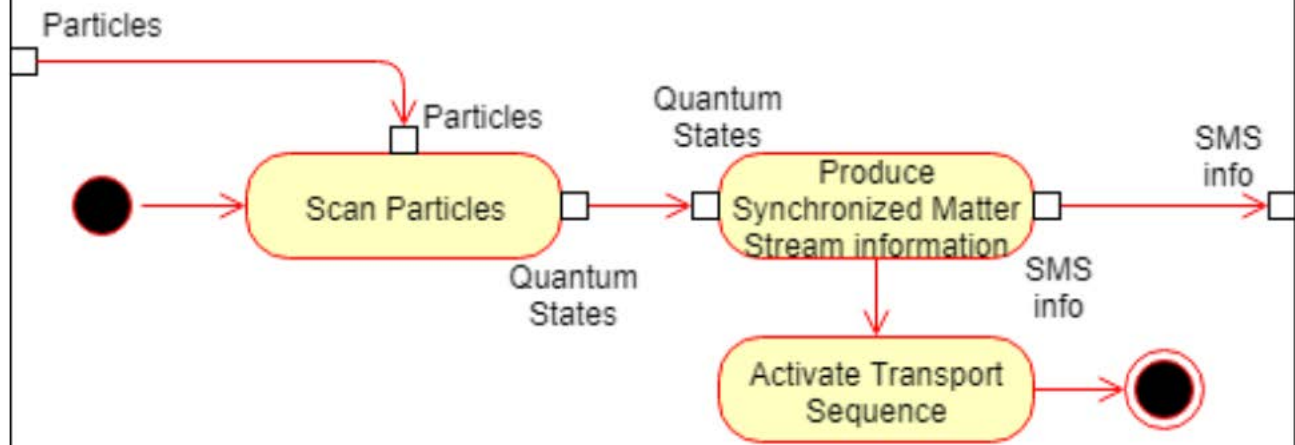 Particles
Particles
Quantum
States
SMS
info
Scan Particles
Produce
Synchronized Matter
Stream information
Quantum
States
SMS
info
Activate Transport
Sequence